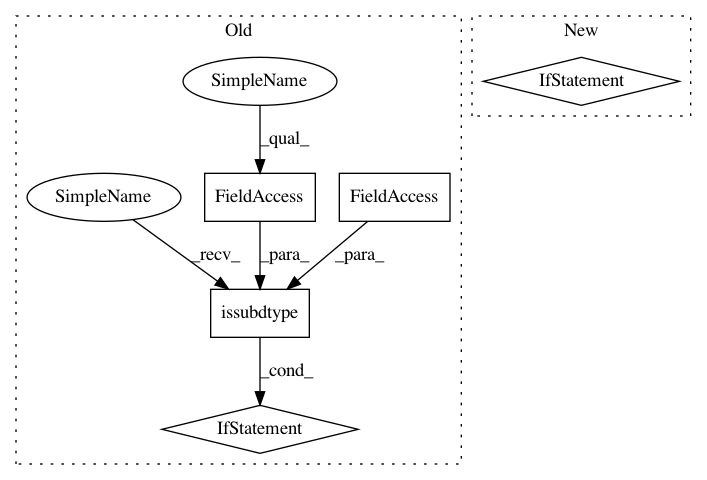 Old
New
SimpleName
IfStatement
_qual_
SimpleName
FieldAccess
FieldAccess
_recv_
_para_
_para_
issubdtype
_cond_
IfStatement